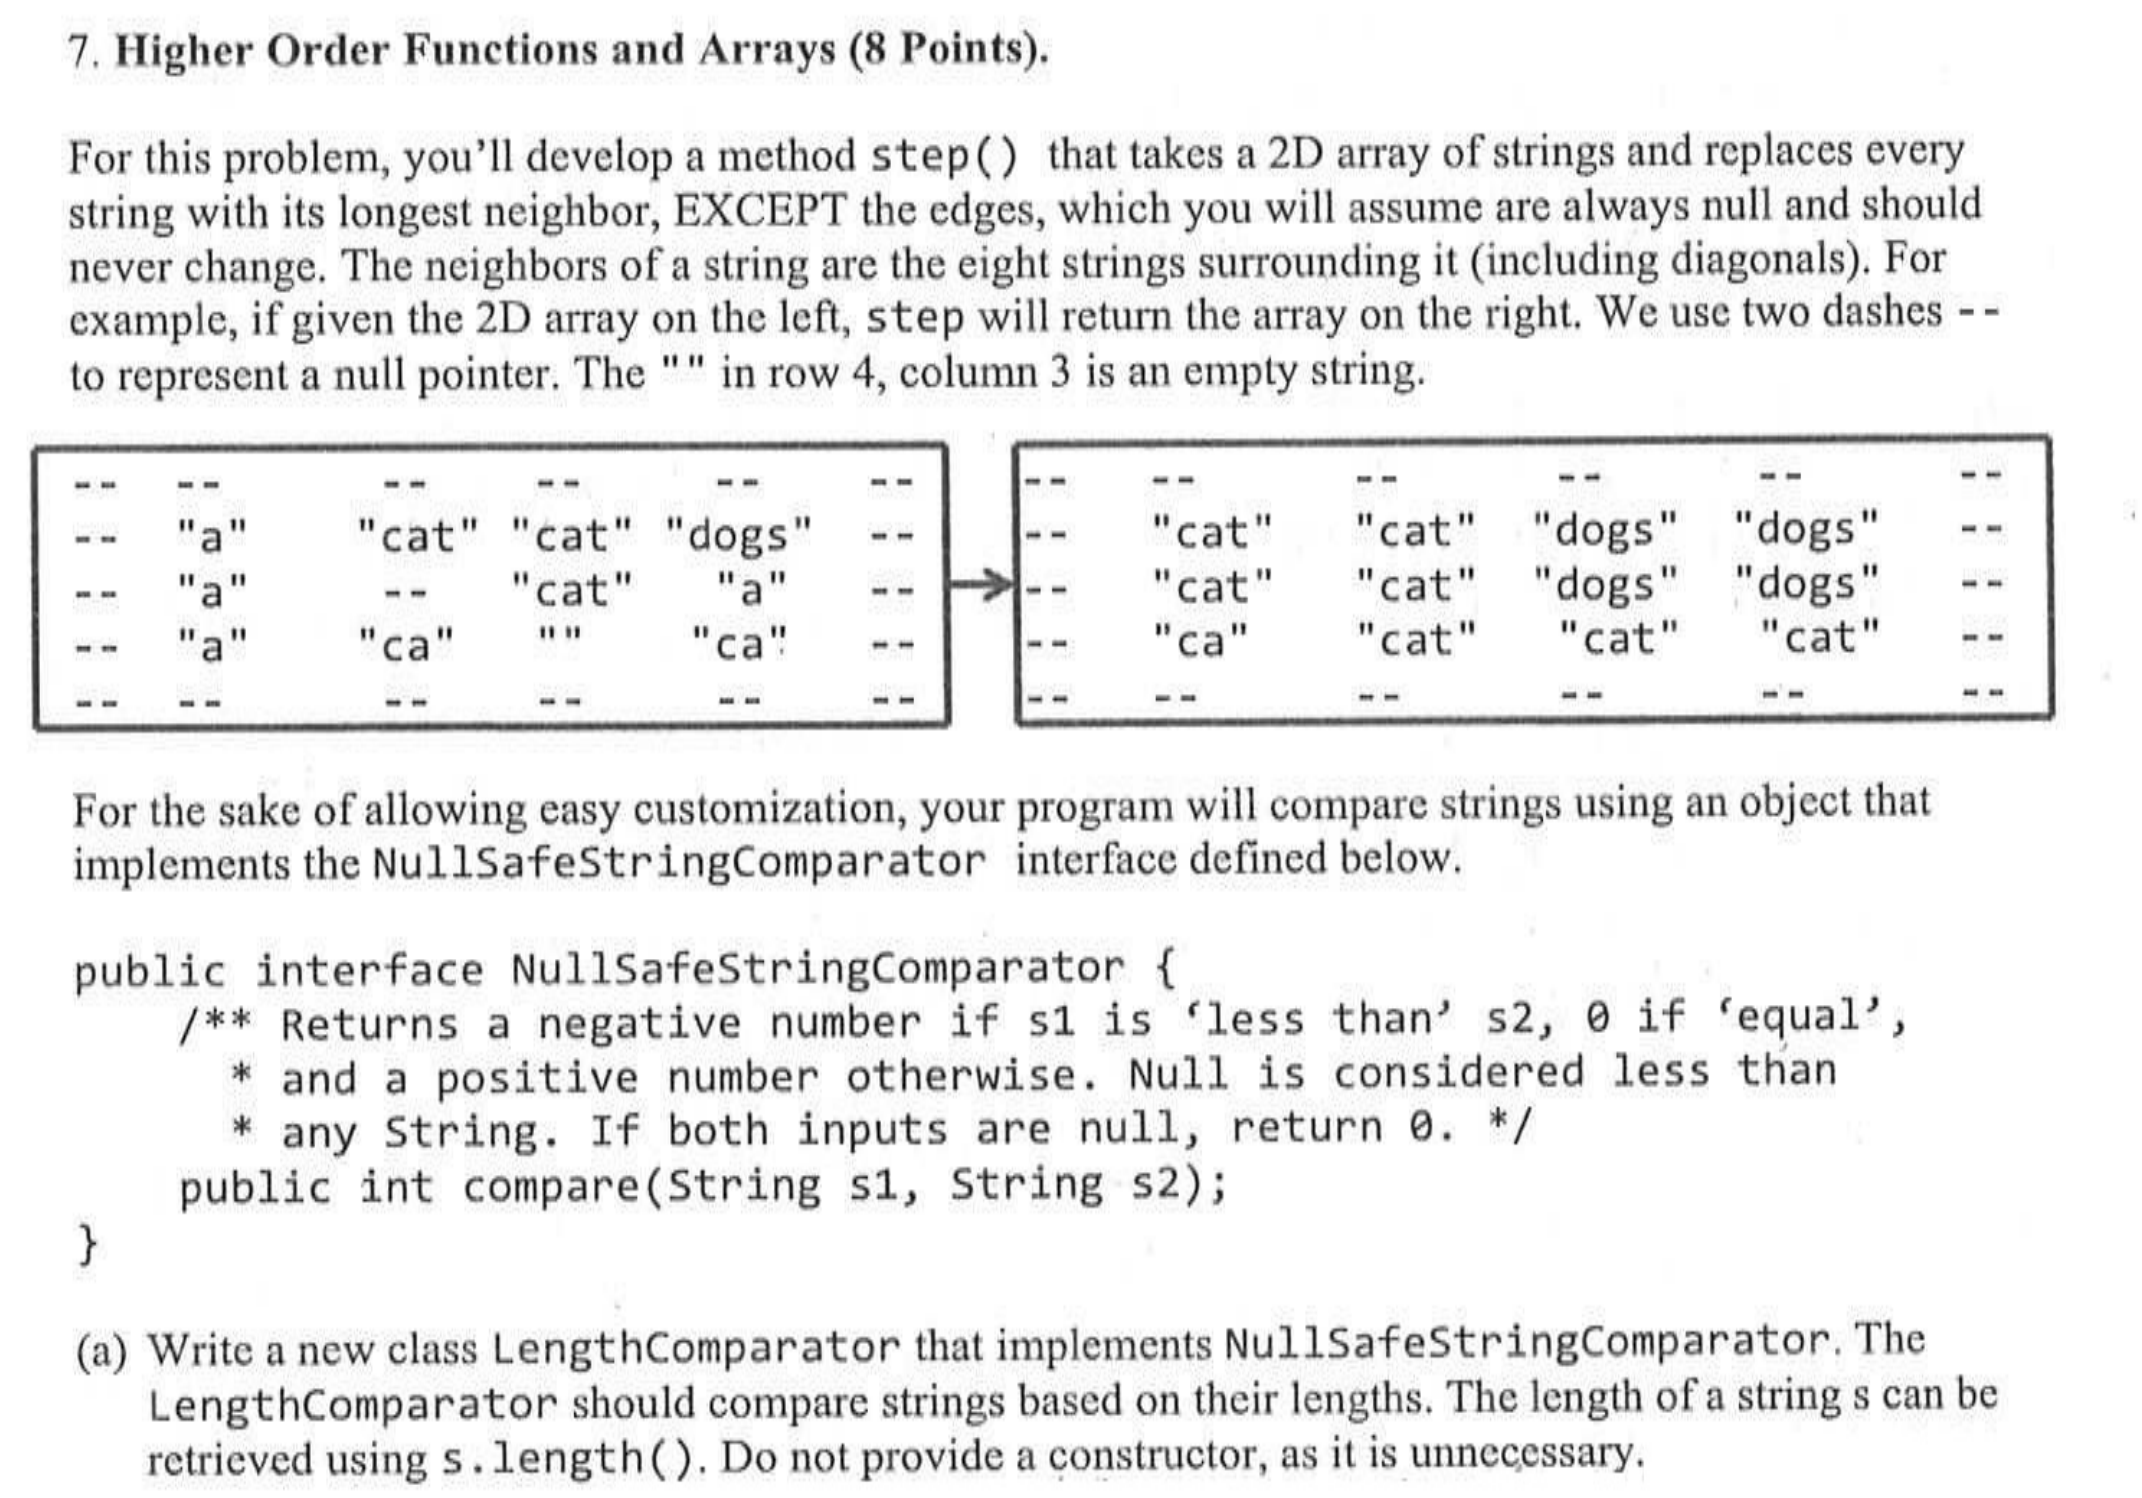 7. Higher Order Functions and Arrays (8 Points).
For this problem, you'll develop a method step() that takes a 2D array of strings and replaces every
string with its longest neighbor, EXCEPT the edges, which you will assume are always null and should
never change. The neighbors of a string are the eight strings surrounding it (including diagonals). For
example, if given the 2D array on the left, step will return the array on the right. We use two dashes --
to represent a null pointer. The "" in row 4, column 3 is an empty string.
-- -- -- -- -- --
-- "a" "cat" "cat" "dogs" --
-- "a" -- "cat" "a" --
-- "a" "ca" "" "ca" --
-- -- -- -- -- --
-- -- -- -- -- --
-- "cat" "cat" "dogs" "dogs" --
-- "cat" "cat" "dogs" "dogs" --
-- "ca" "cat" "cat" "cat" --
-- -- -- -- -- --
For the sake of allowing easy customization, your program will compare strings using an object that
implements the NullSafeStringComparator interface defined below.
public interface NullSafeStringComparator {
/** Returns a negative number if s1 is ‘less than’ s2, 0 if ‘equal’,
* and a positive number otherwise. Null is considered less than
* any String. If both inputs are null, return 0. */
public int compare(String s1, String s2);
}
(a) Write a new class LengthComparator that implements NullSafeStringComparator. The
LengthComparator should compare strings based on their lengths. The length of a string s can be
retrieved using s.length(). Do not provide a constructor, as it is unnecessary.